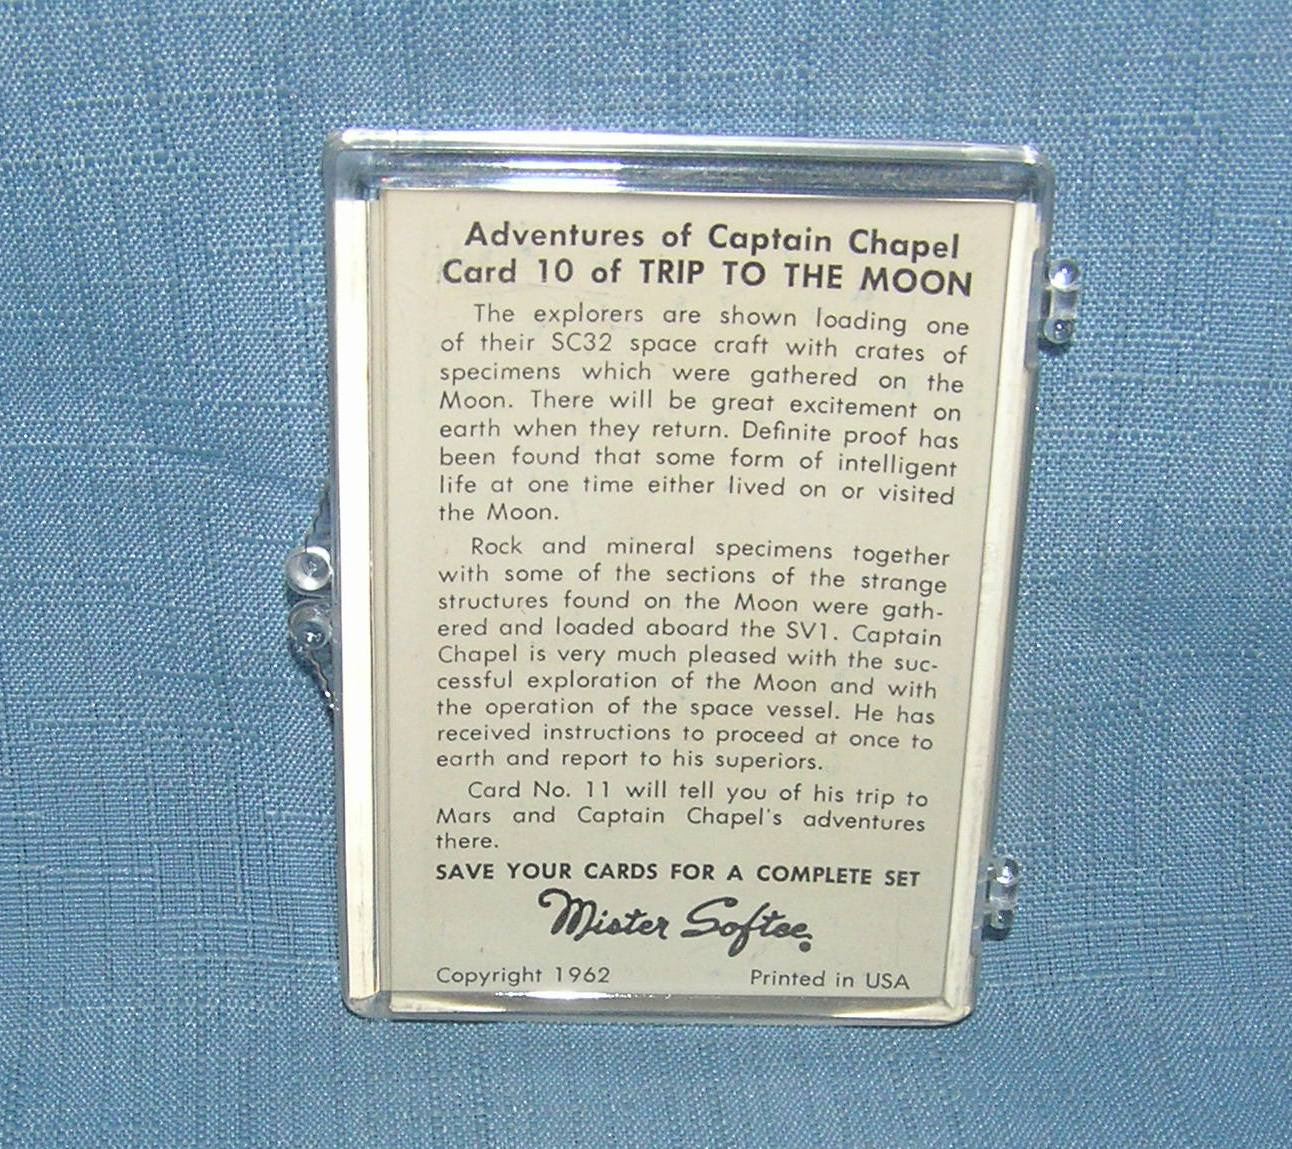 Adventures of Captain Chapel
Card 10 of TRIP TO THE MOON
The explorers are shown loading one
of their SC32 space craft with crates of
specimens which were gathered on the
Moon. There will be great excitement on
earth when they return. Definite proof has
been found that some form of intelligent
life at one time either lived on or visited
the Moon.
Rock and mineral specimens together
with some of the sections of the strange
structures found on the Moon were gath-
ered and loaded aboard the SV1. Captain
Chapel is very much pleased with the suc-
cessful exploration of the Moon and with
the operation of the space vessel. He has
received instructions to proceed at once to
earth and report to his superiors.
Card No. 11 will tell you of his trip to
Mars and Captain Chapel's adventures
there.
SAVE YOUR CARDS FOR A COMPLETE SET
Mister Softee
Copyright 1962 Printed in USA